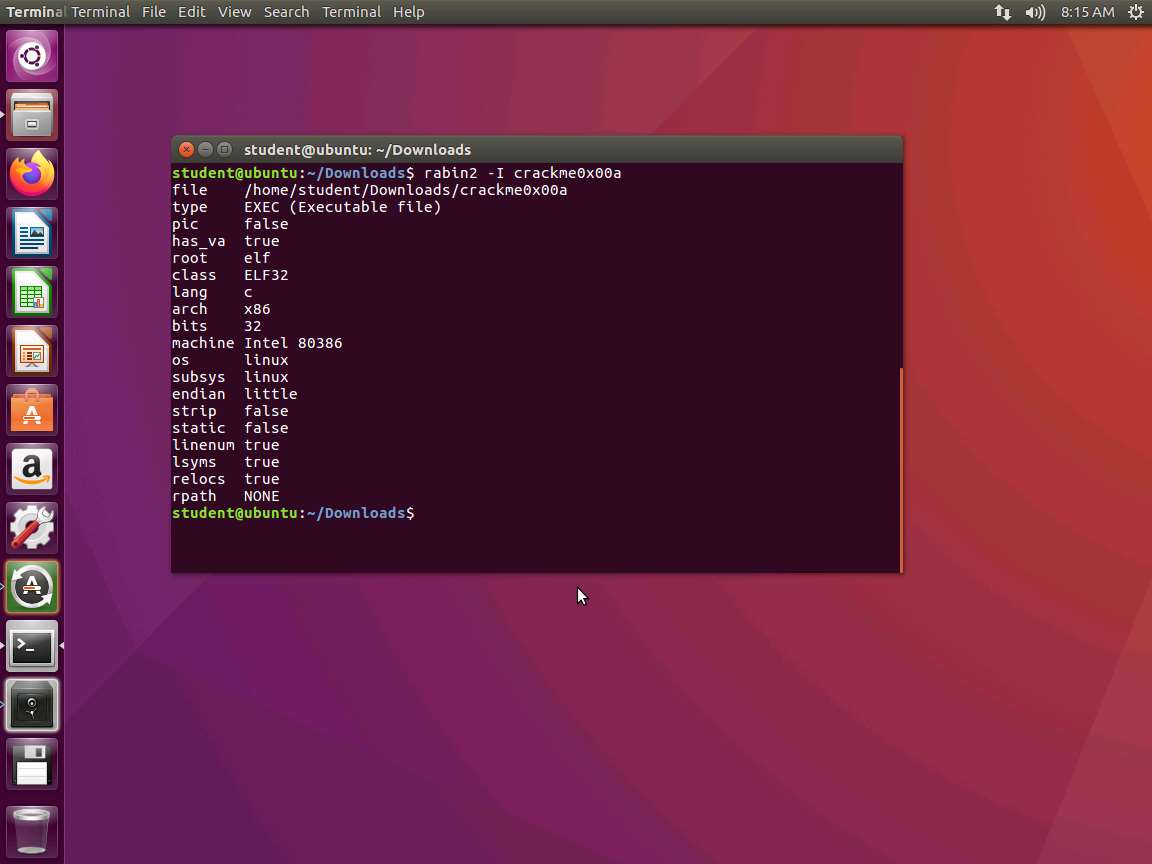 Terminal Terminal File Edit View Search Terminal Help 8:15 AM
student@ubuntu: ~/Downloads
student@ubuntu:~/Downloads$ rabin2 -I crackme0x00a
file /home/student/Downloads/crackme0x00a
type EXEC (Executable file)
pic false
has_va true
root elf
class ELF32
lang c
arch x86
bits 32
machine Intel 80386
os linux
subsys linux
endian little
strip false
static false
linenum true
lsyms true
relocs true
rpath NONE
student@ubuntu:~/Downloads$